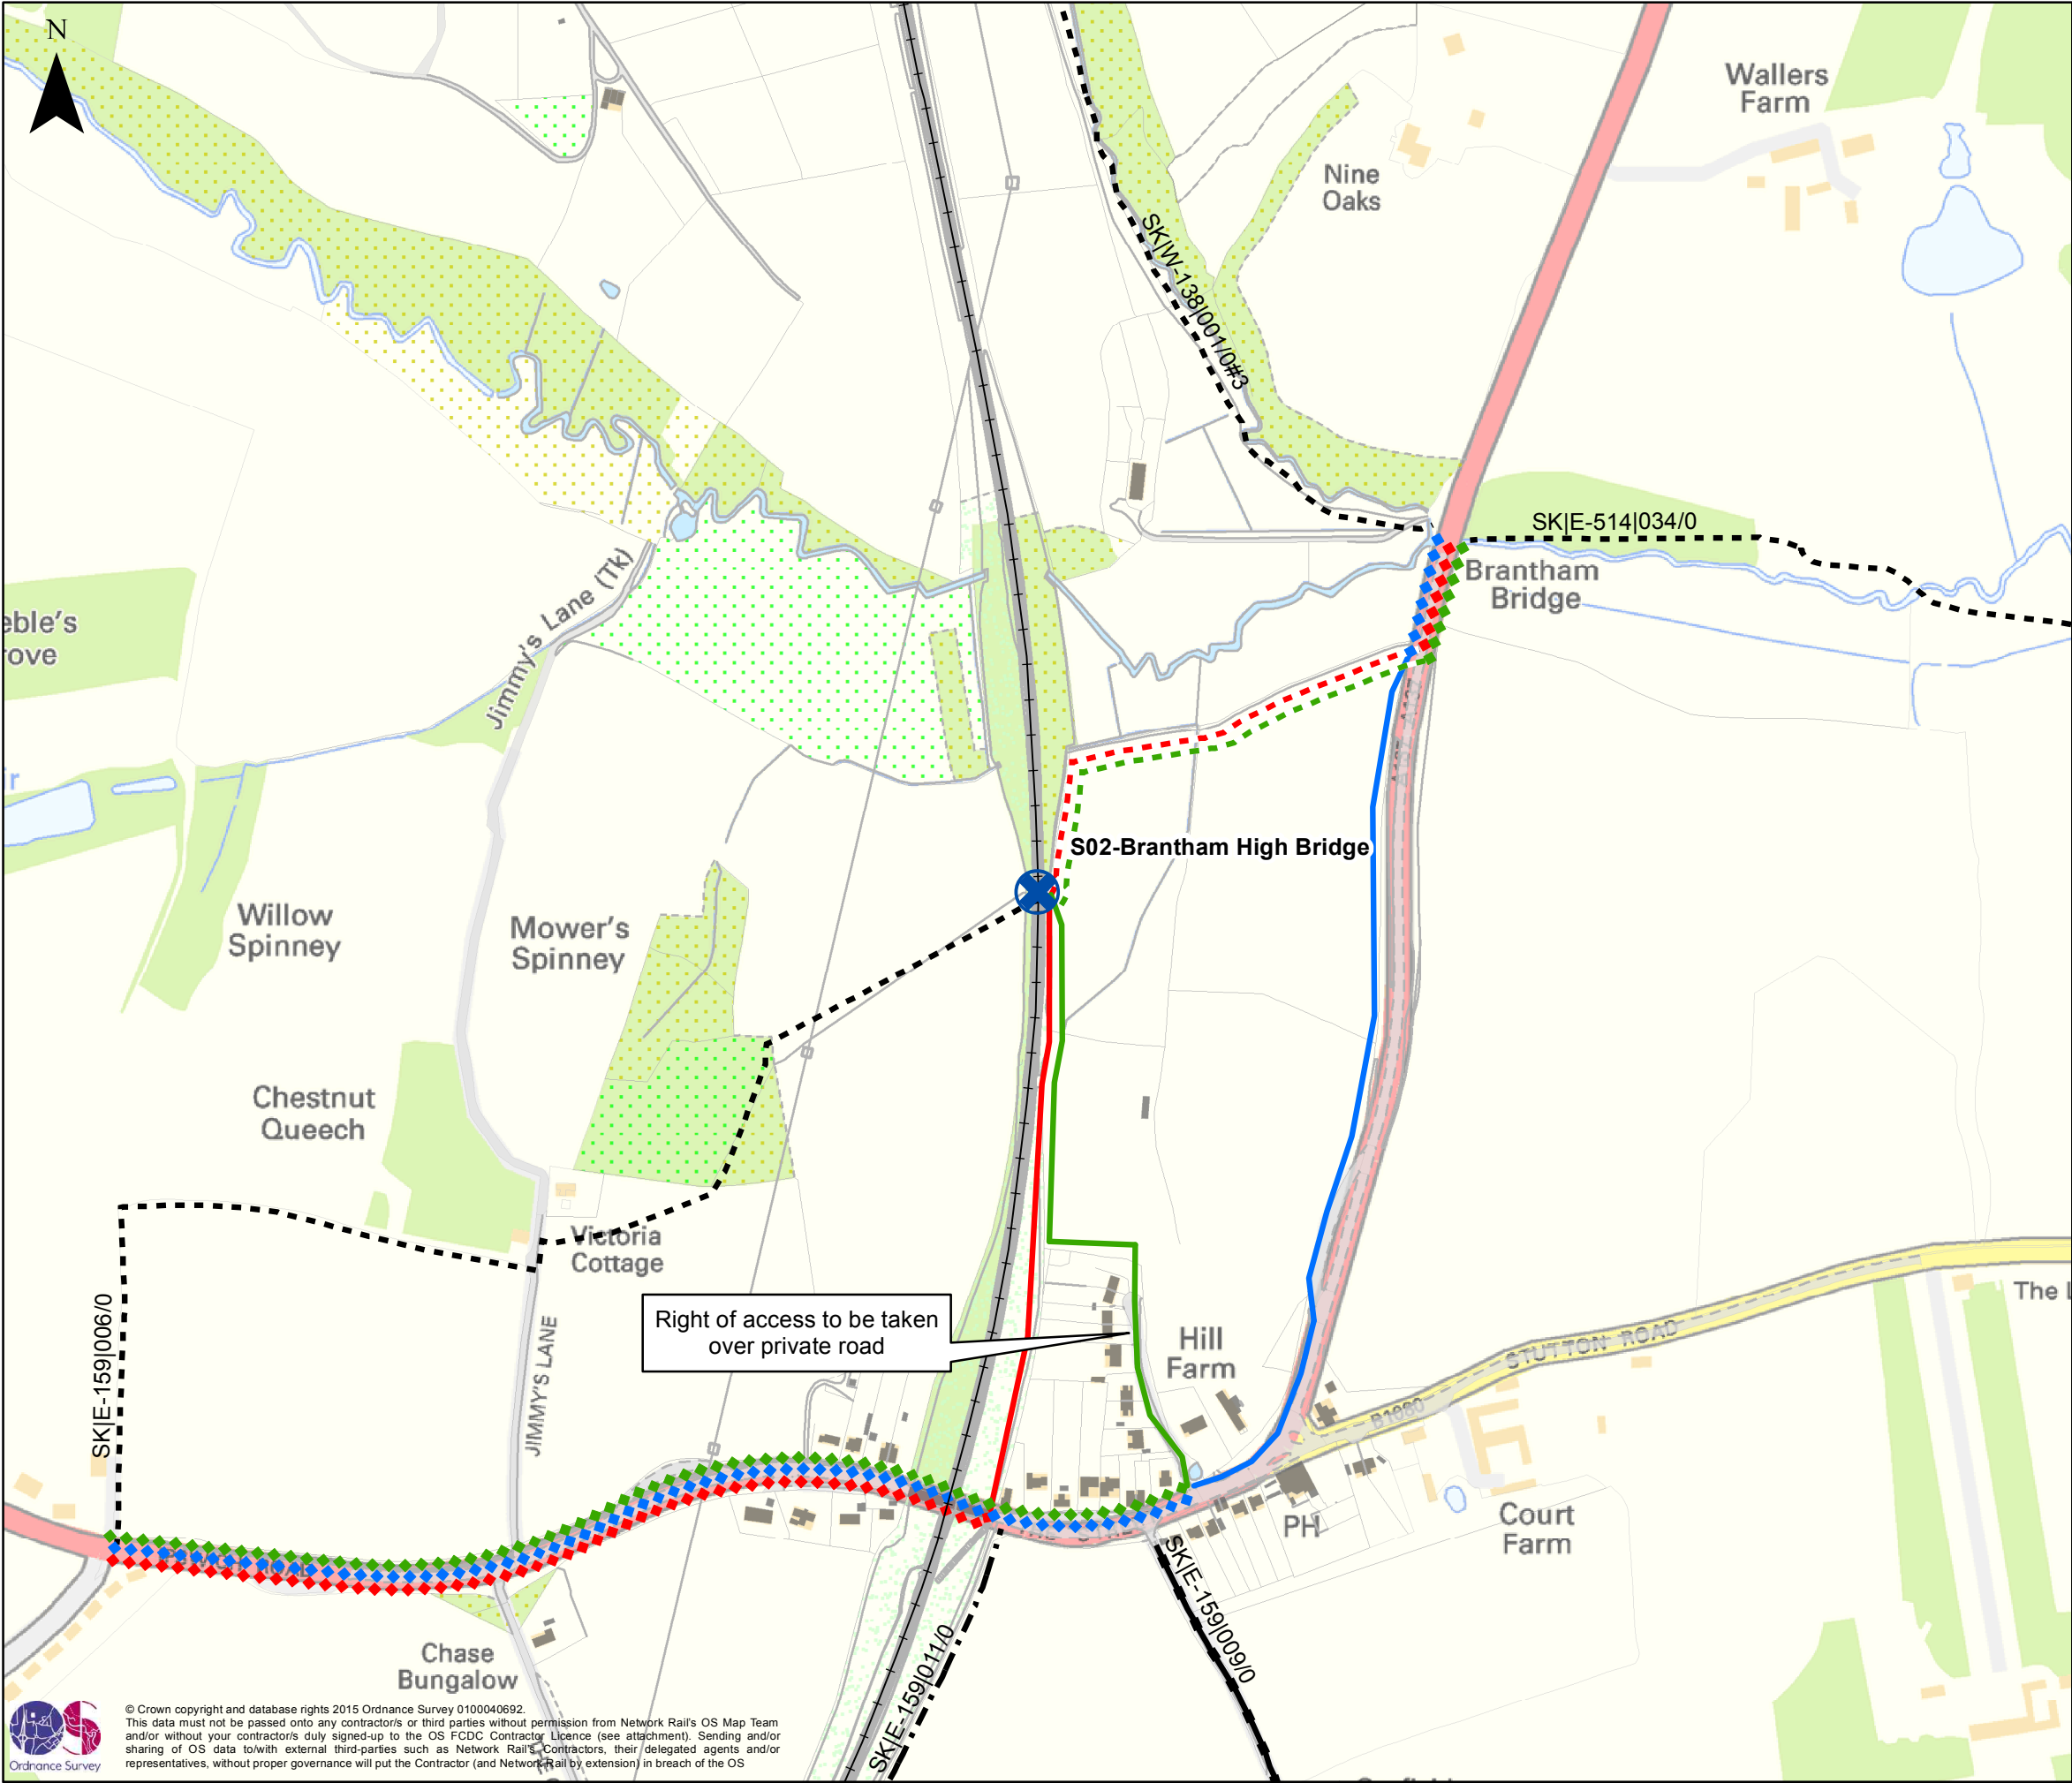 N
Wallers
Farm
Nine
Oaks
SK|W-138|001/0#3
SK|E-514|034/0
Brantham
Bridge
Jimmy's Lane (Tk)
eble's
rove
r
A137
S02-Brantham High Bridge
Willow
Spinney
Mower's
Spinney
Chestnut
Queech
Victoria
Cottage
The L
SK|E-159|006/0
JIMMY'S LANE
Right of access to be taken
over private road
Hill
Farm
STUTTON ROAD
B1080
PH
Court
Farm
SK|E-159|009/0
SK|E-159|011/0
Chase
Bungalow
Ordnance Survey
© Crown copyright and database rights 2015 Ordnance Survey 0100040692.
This data must not be passed onto any contractor/s or third parties without permission from Network Rail's OS Map Team
and/or without your contractor/s duly signed-up to the OS FCDC Contractor Licence (see attachment). Sending and/or
sharing of OS data to/with external third-parties such as Network Rail's Contractors, their delegated agents and/or
representatives, without proper governance will put the Contractor (and Network Rail by extension) in breach of the OS